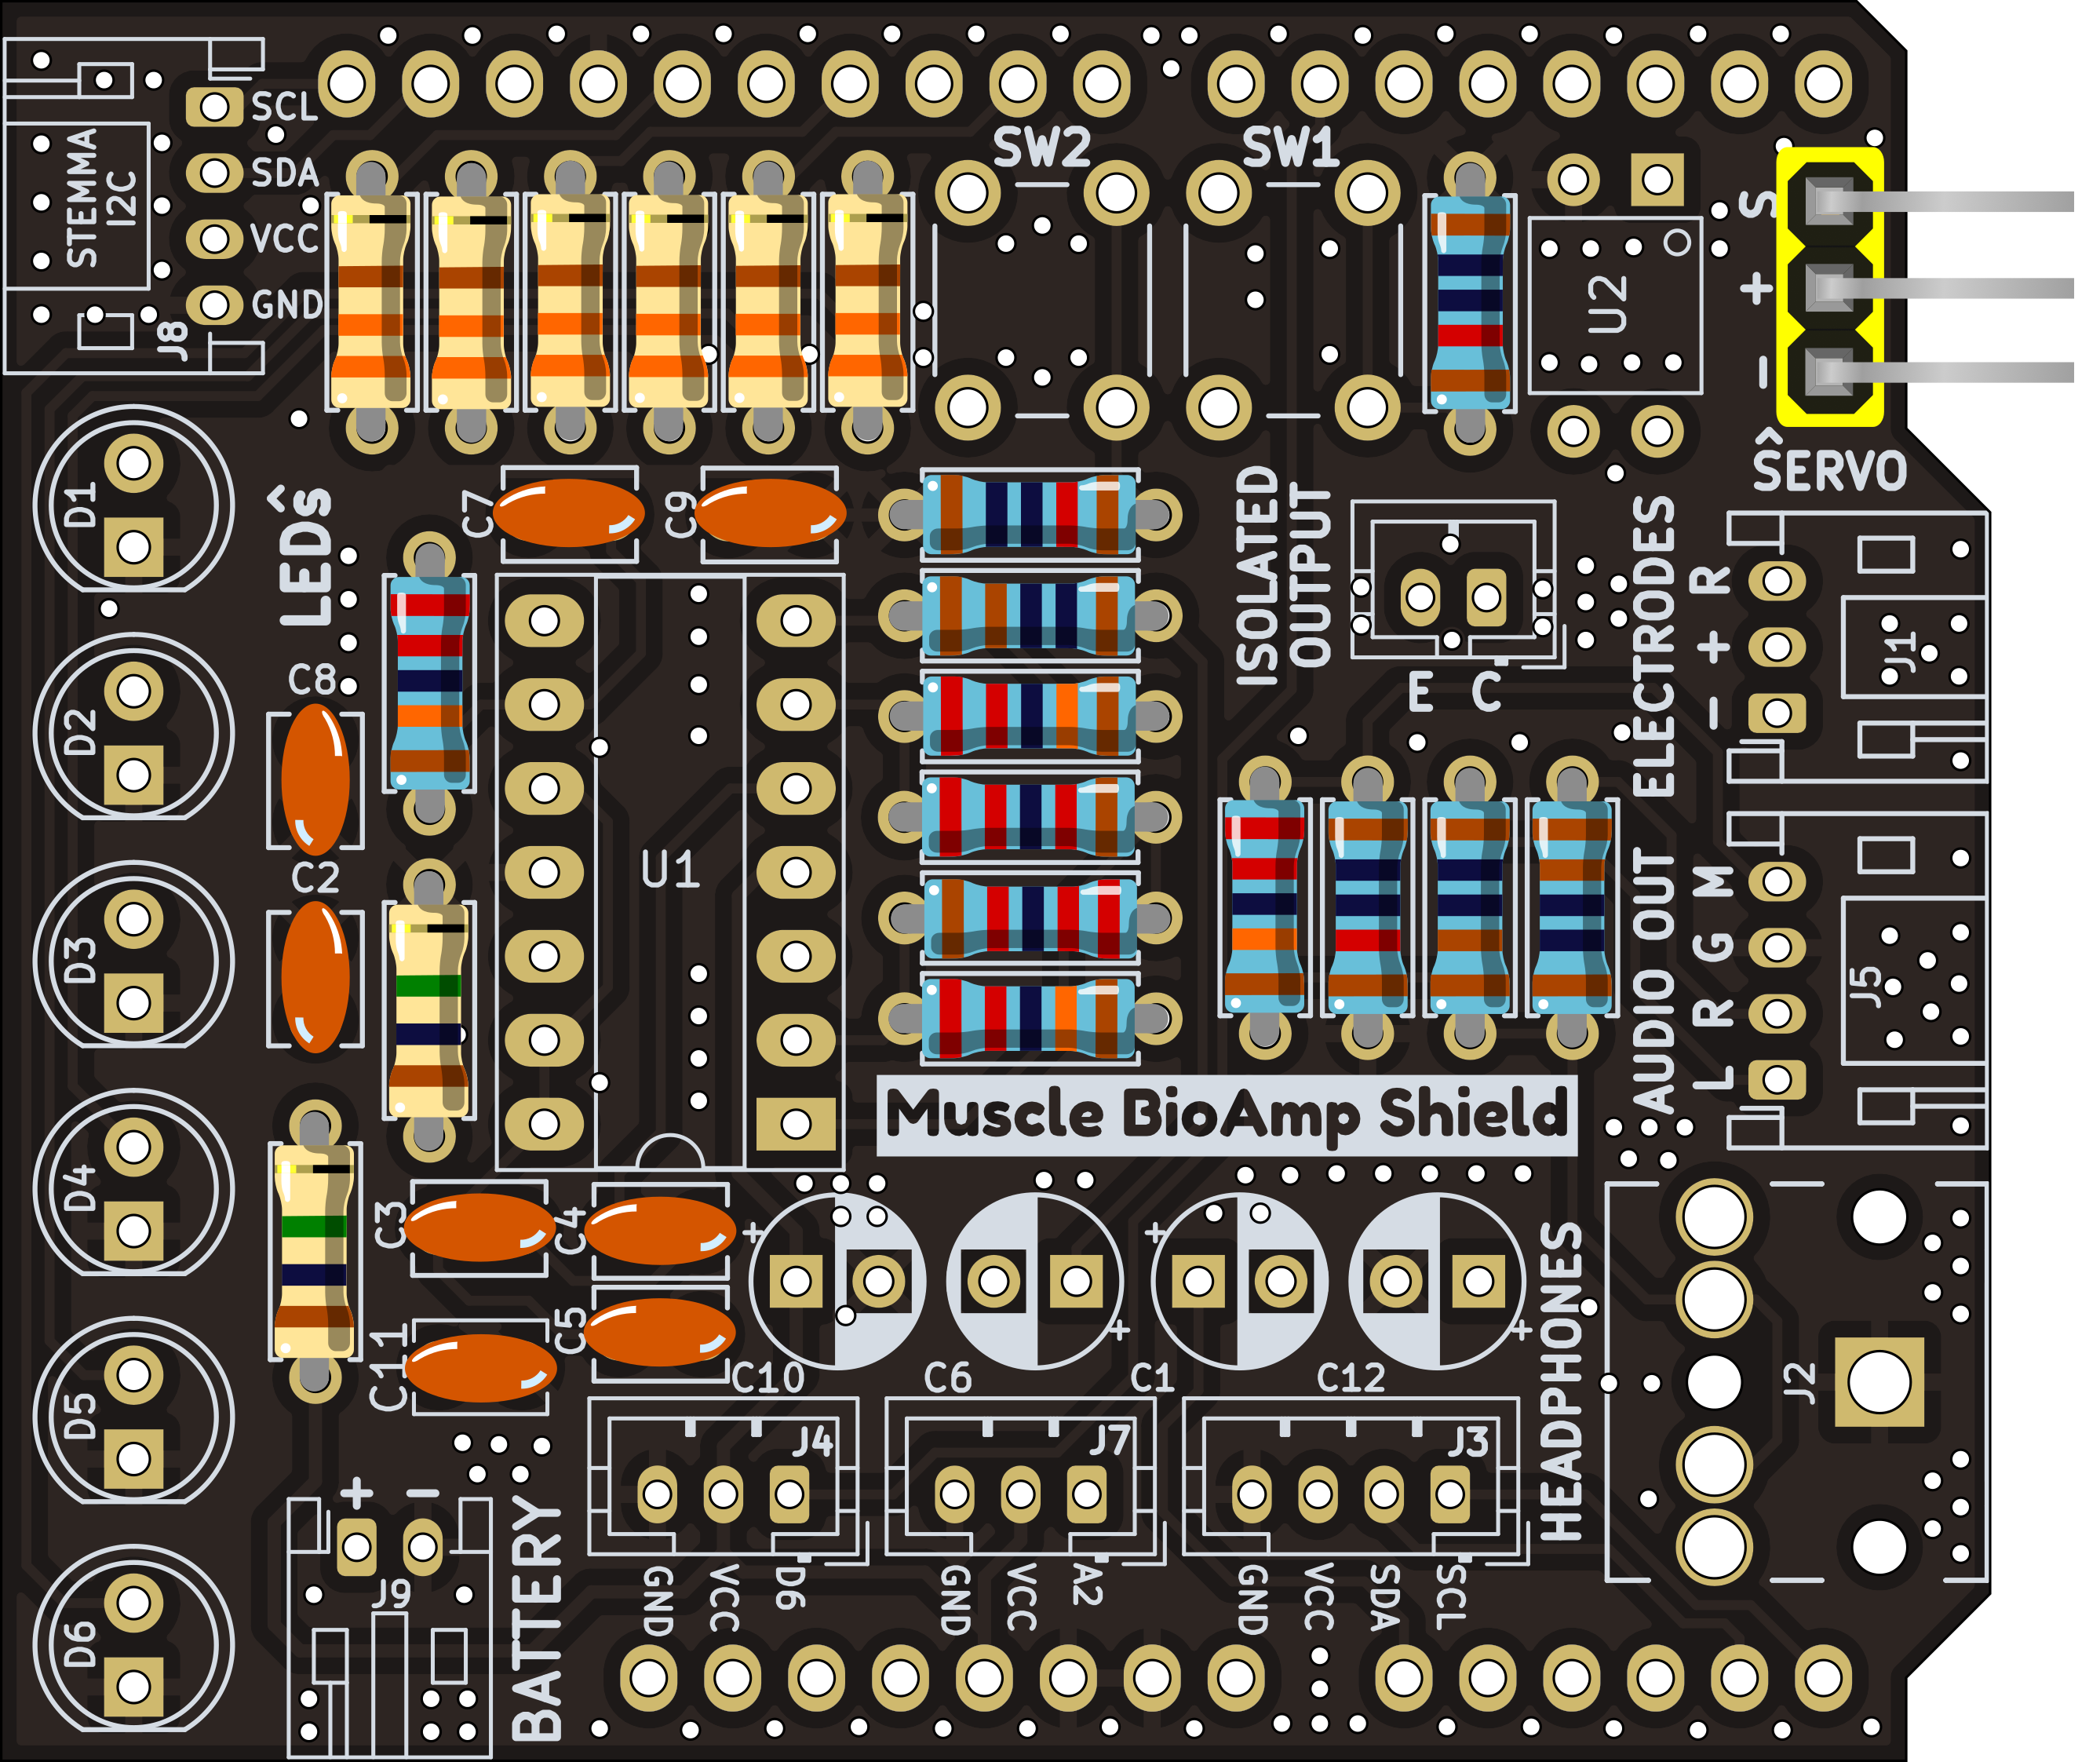 SCL
SDA
VCC
GND
STEMMA
I2C
J8
SW2
SW1
U2
S
+
-
ŜERVO
D1
D2
D3
D4
D5
D6
LED̂s
C7
C9
C8
C2
U1
ISOLATED
OUTPUT
E C
ELECTRODES
- + R
J1
AUDIO OUT
L R G M
J5
Muscle BioAmp Shield
C3
C4
C11
C5
+
+
+
+
C10
C6
C1
C12
HEADPHONES
J2
J4
J7
J3
+ -
J9
BATTERY
GND
VCC
D6
GND
VCC
A2
GND
VCC
SDA
SCL